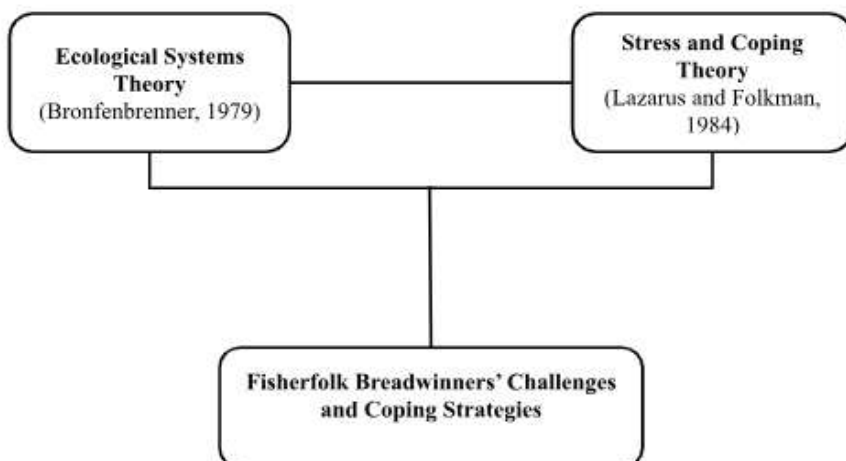 Ecological Systems
Theory
(Bronfenbrenner, 1979)
Stress and Coping
Theory
(Lazarus and Folkman,
1984)
Fisherfolk Breadwinners’ Challenges
and Coping Strategies